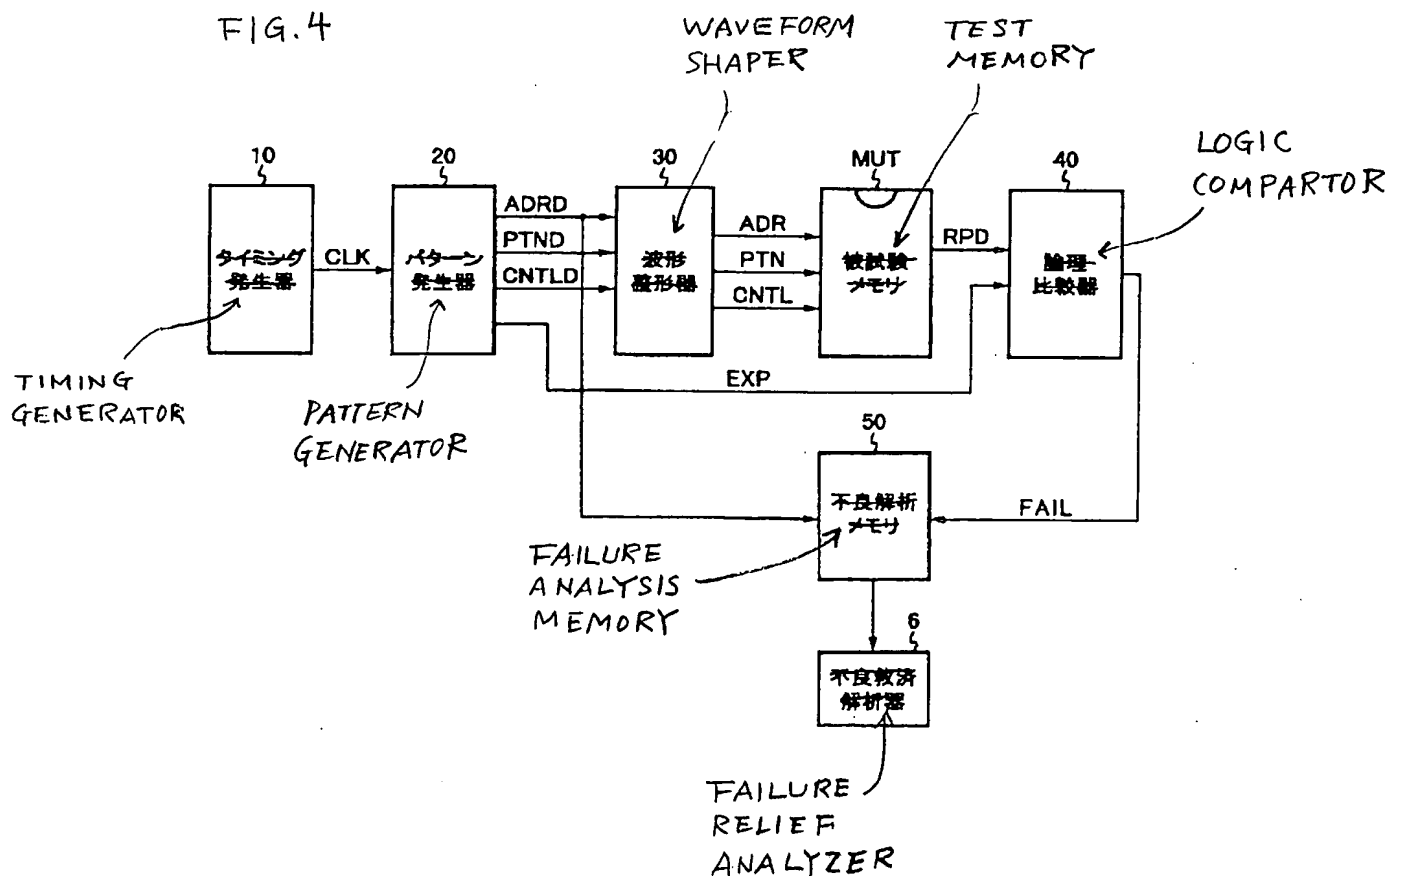 FIG. 4
WAVEFORM
SHAPER
TEST
MEMORY
LOGIC
COMPARTOR
10
20
30
MUT
40
タイミング
発生器
CLK
パターン
発生器
ADRD
PTND
CNTLD
波形
整形器
ADR
PTN
CNTL
被試験
メモリ
RPD
論理
比較器
EXP
TIMING
GENERATOR
PATTERN
GENERATOR
50
不良解析
メモリ
FAIL
FAILURE
ANALYSIS
MEMORY
6
不良救済
解析器
FAILURE
RELIEF
ANALYZER